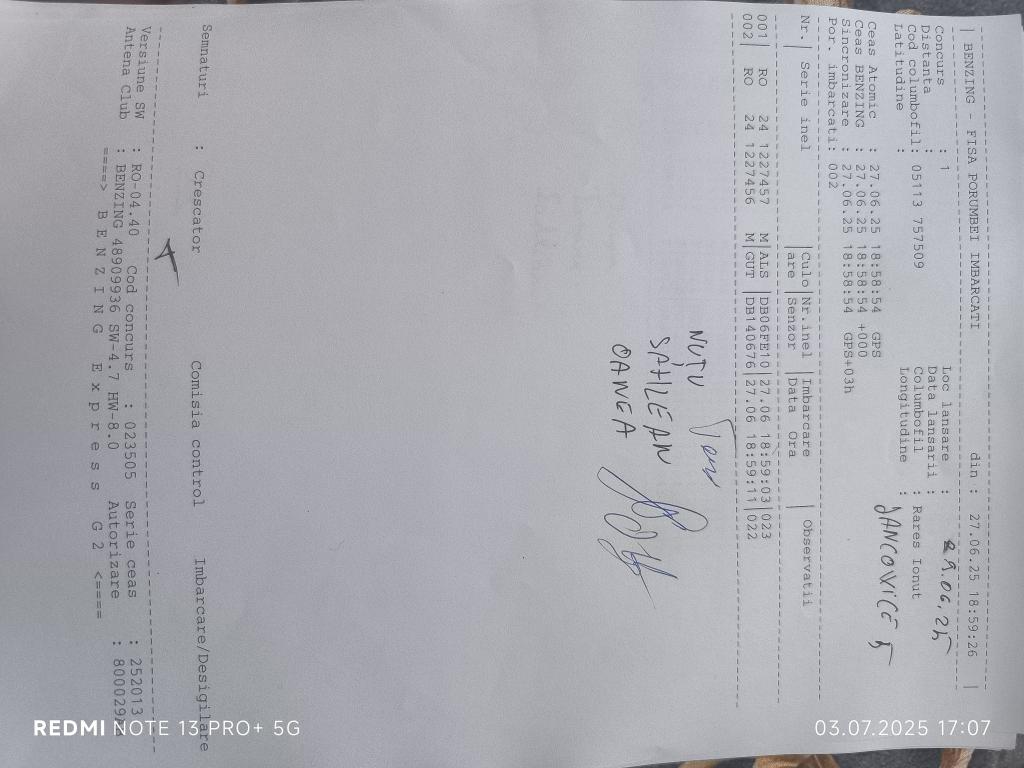 | BENZING - FISA PORUMBEI IMBARCATI din : 27.06.25 18:59:26 |
Concurs : 1 Loc lansare :
Distanta : Data lansarii : 29.06.25
Cod columbofil: 05113 757509 Columbofil : Rares Ionut
Latitudine : Longitudine :
JANCOVICE 5
Ceas Atomic : 27.06.25 18:58:54 GPS
Ceas BENZING : 27.06.25 18:58:54 +000
Sincronizare : 27.06.25 18:58:54 GPS+03h
Por. imbarcati: 002
Nr.| Serie inel |Culo|Nr.inel |Imbarcare | Observatii
|are |Senzor |Data Ora |
001| RO 24 1227457 M|ALS |DB06FE10|27.06 18:59:03|023
002| RO 24 1227456 M|GUT |DB140676|27.06 18:59:11|022
NUTU
SAHLEAN
OANEA
Semnaturi : Crescator Comisia control Imbarcare/Desigilare
Versiune SW : RO-04.40 Cod concurs : 023505 Serie ceas : 252013
Antena Club : BENZING 48909936 SW-4.7 HW-8.0 Autorizare : 800029
====> B E N Z I N G E x p r e s s G 2 <====
REDMI NOTE 13 PRO+ 5G
03.07.2025 17:07